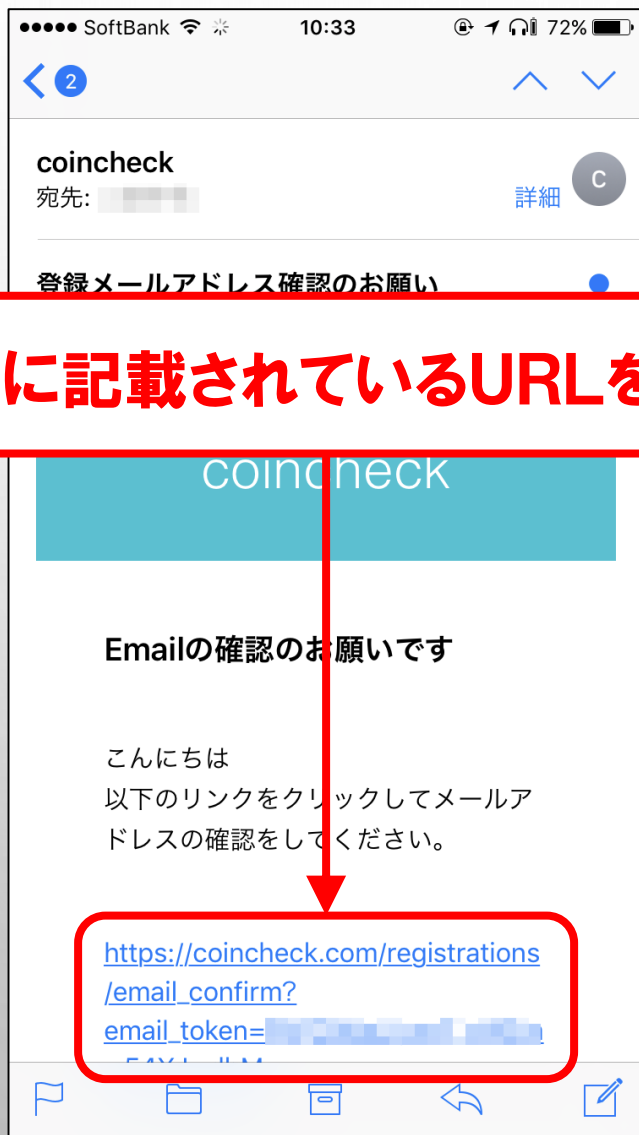 SoftBank 10:33 72%
2
coincheck
C
宛先:
詳細
登録メールアドレス確認のお願い
に記載されているURLを
coincheck
Emailの確認のお願いです
こんにちは
以下のリンクをクリックしてメールア
ドレスの確認をしてください。
https://coincheck.com/registrations
/email_confirm?
email_token=